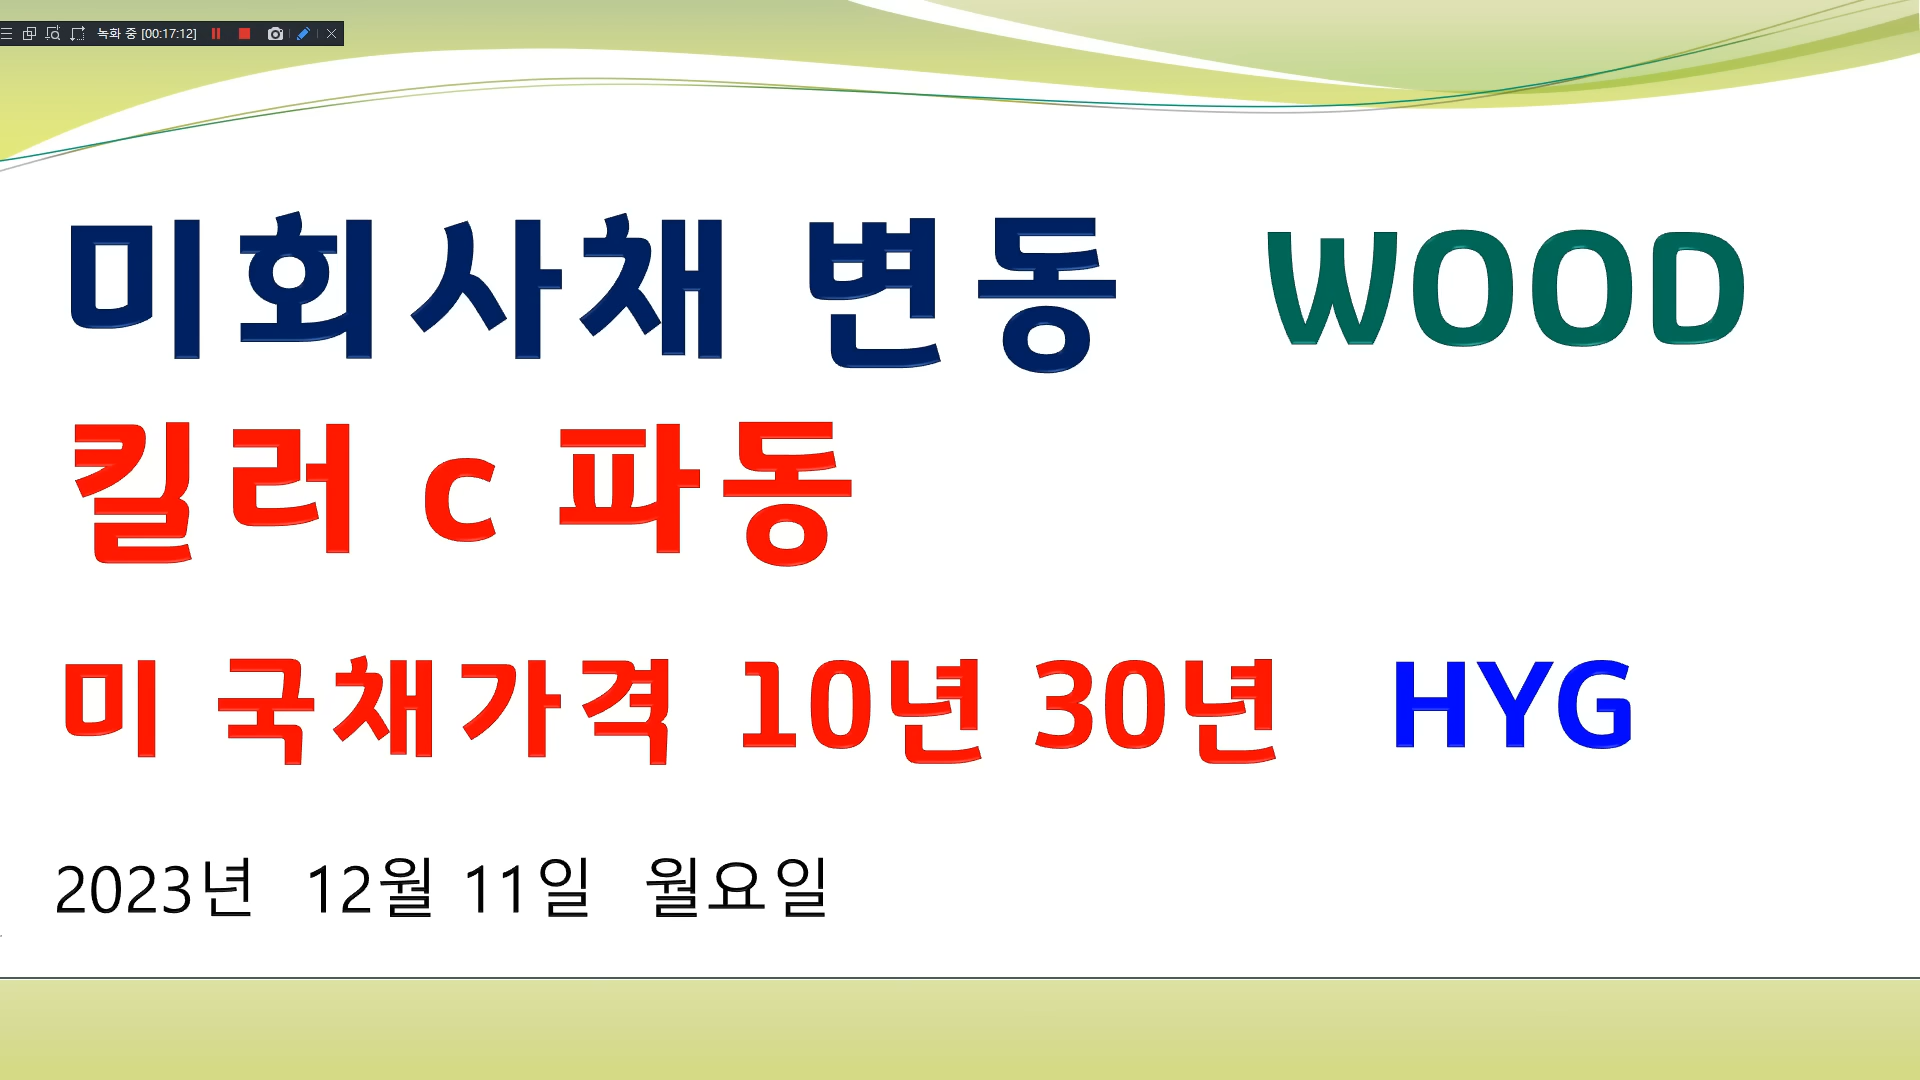 녹화 중 [00:17:12]
미회사채 변동 WOOD
킬러 c 파동
미 국채가격 10년 30년 HYG
2023년 12월 11일 월요일